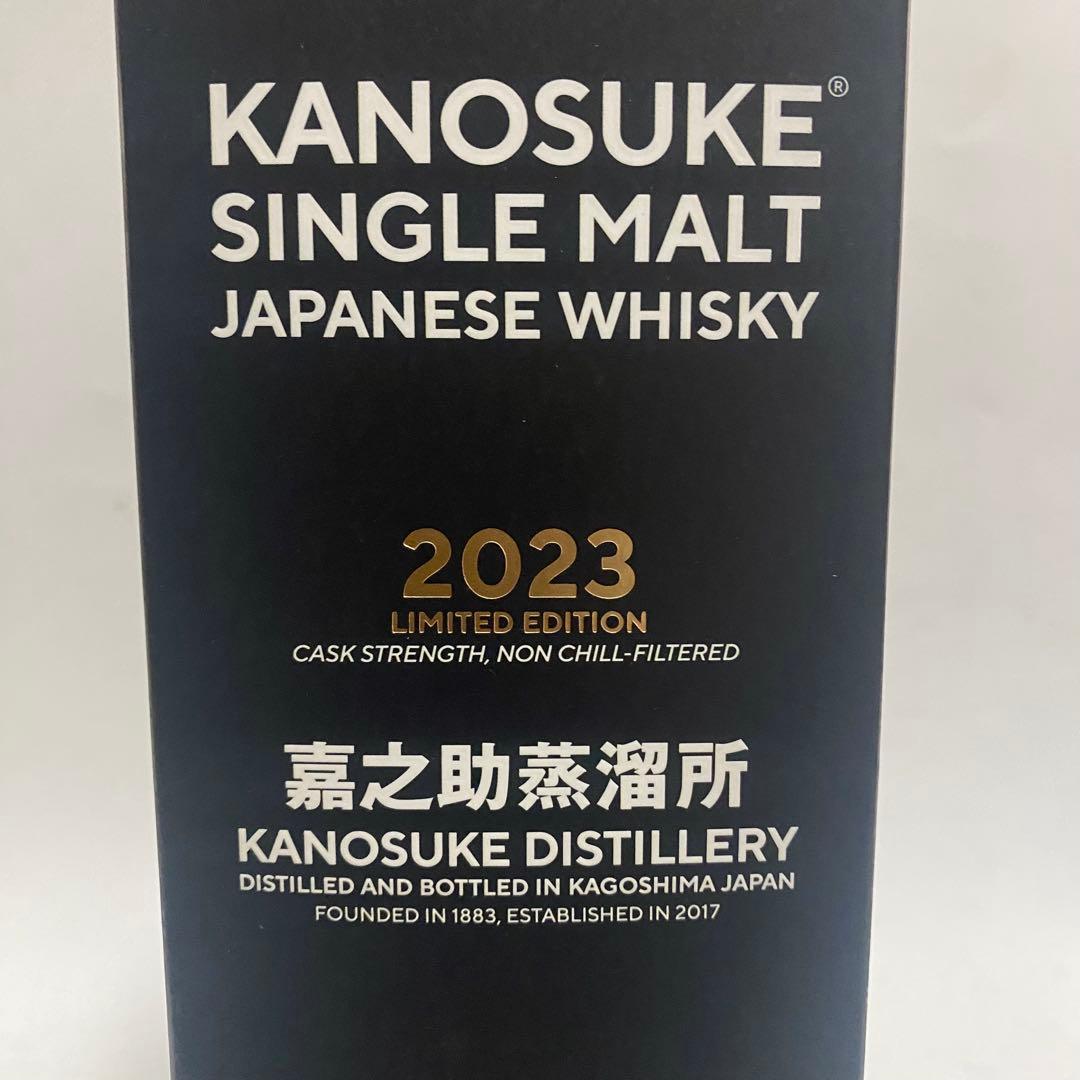 KANOSUKE®
SINGLE MALT
JAPANESE WHISKY
2023
LIMITED EDITION
CASK STRENGTH, NON CHILL-FILTERED
嘉之助蒸溜所
KANOSUKE DISTILLERY
DISTILLED AND BOTTLED IN KAGOSHIMA JAPAN
FOUNDED IN 1883, ESTABLISHED IN 2017